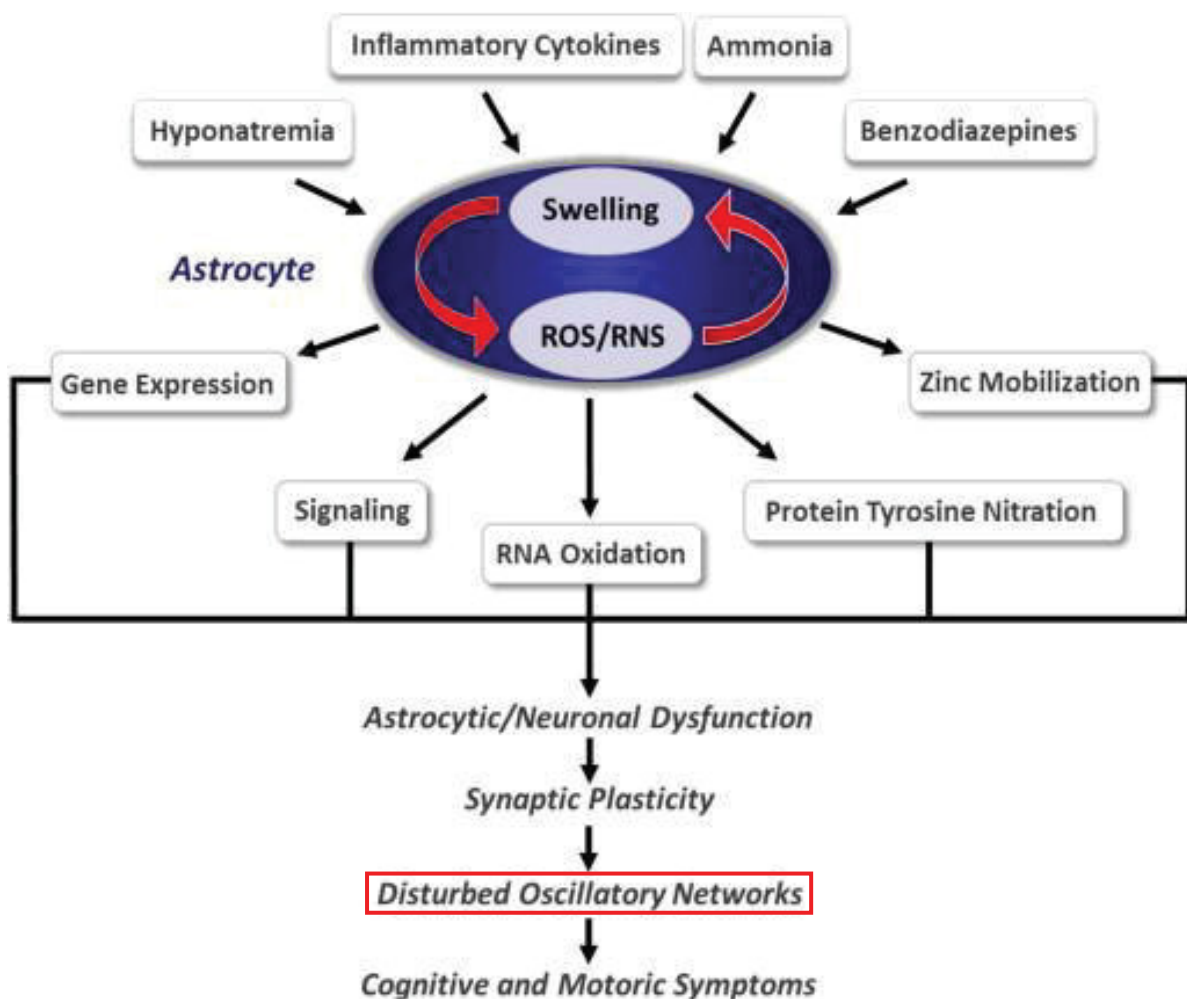 Inflammatory Cytokines
Ammonia
Hyponatremia
Benzodiazepines
Swelling
Astrocyte
ROS/RNS
Gene Expression
Zinc Mobilization
Signaling
Protein Tyrosine Nitration
RNA Oxidation
Astrocytic/Neuronal Dysfunction
Synaptic Plasticity
Disturbed Oscillatory Networks
Cognitive and Motoric Symptoms